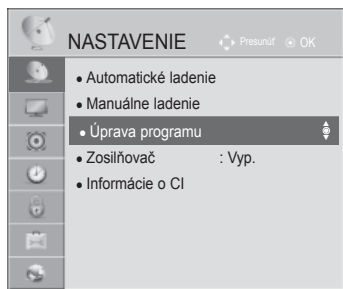 NASTAVENIE
Presunúť OK
• Automatické ladenie
• Manuálne ladenie
• Úprava programu
• Zosilňovač : Vyp.
• Informácie o CI